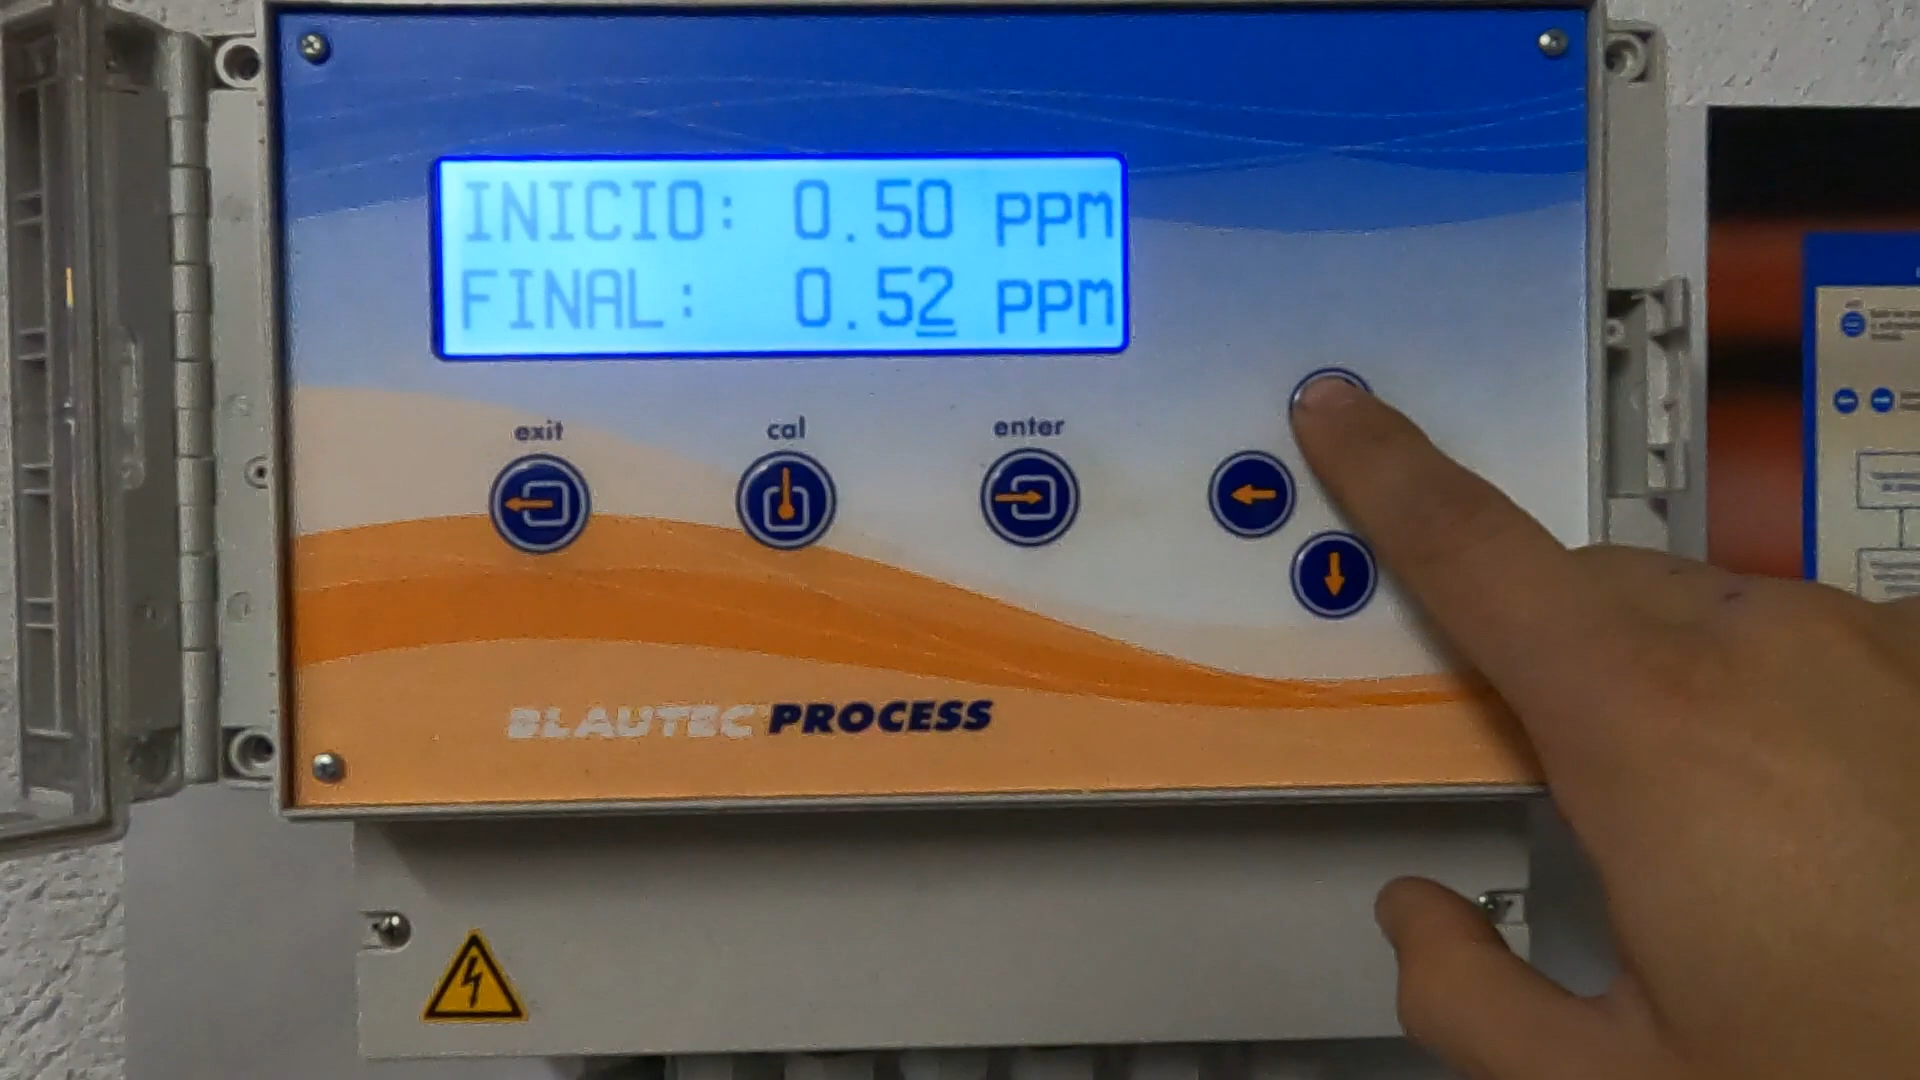 INICIO: 0.50 ppm
FINAL: 0.52 ppm
exit
cal
enter
BLAUTEC PROCESS